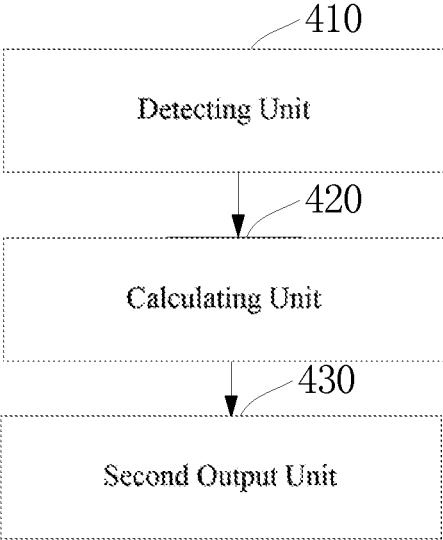 410
Detecting Unit
420
Calculating Unit
430
Second Output Unit